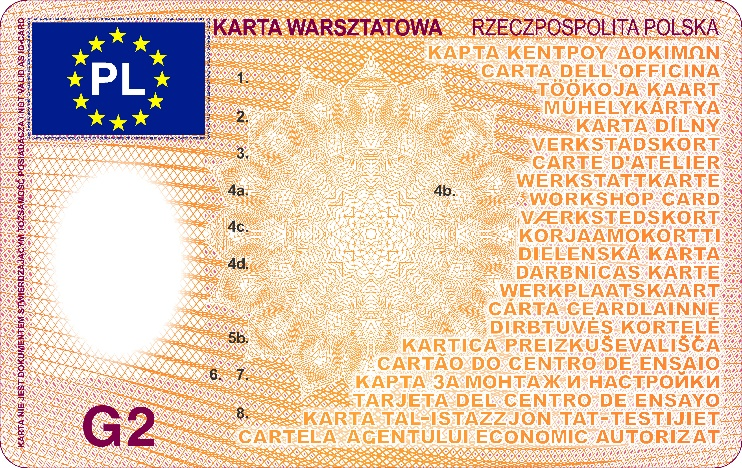 KARTA WARSZTATOWA RZECZPOSPOLITA POLSKA
PL
ΚΑΡΤΑ ΚΕΝΤΡΟΥ ΔΟΚΙΜΩΝ
CARTA DELL'OFFICINA
1.
TÖÖKOJA KAART
MŰHELYKÁRTYA
2.
KARTA DÍLNY
VERKSTADSKORT
3.
CARTE D'ATELIER
WERKSTATTKARTE
4a. 4b.
WORKSHOP CARD
VÆRKSTEDSKORT
4c.
KORJAAMOKORTTI
DIELENSKÁ KARTA
4d.
DARBNICAS KARTE
WERKPLAATSKAART
CÁRTA CEARDLAINNE
DIRBTUVĖS KORTELĖ
5b.
KARTICA PREIZKUŠEVALIŠČA
CARTÃO DO CENTRO DE ENSAIO
6. 7.
КАРТА ЗА МОНТАЖ И НАСТРОЙКИ
TARJETA DEL CENTRO DE ENSAYO
8.
KARTA TAL-ISTAZZJON TAT-TESTIJIET
CARTELA AGENTULUI ECONOMIC AUTORIZAT
G2
KARTA NIE JEST DOKUMENTEM STWIERDZAJĄCYM TOŻSAMOŚĆ POSIADACZA / NOT VALID AS ID-CARD